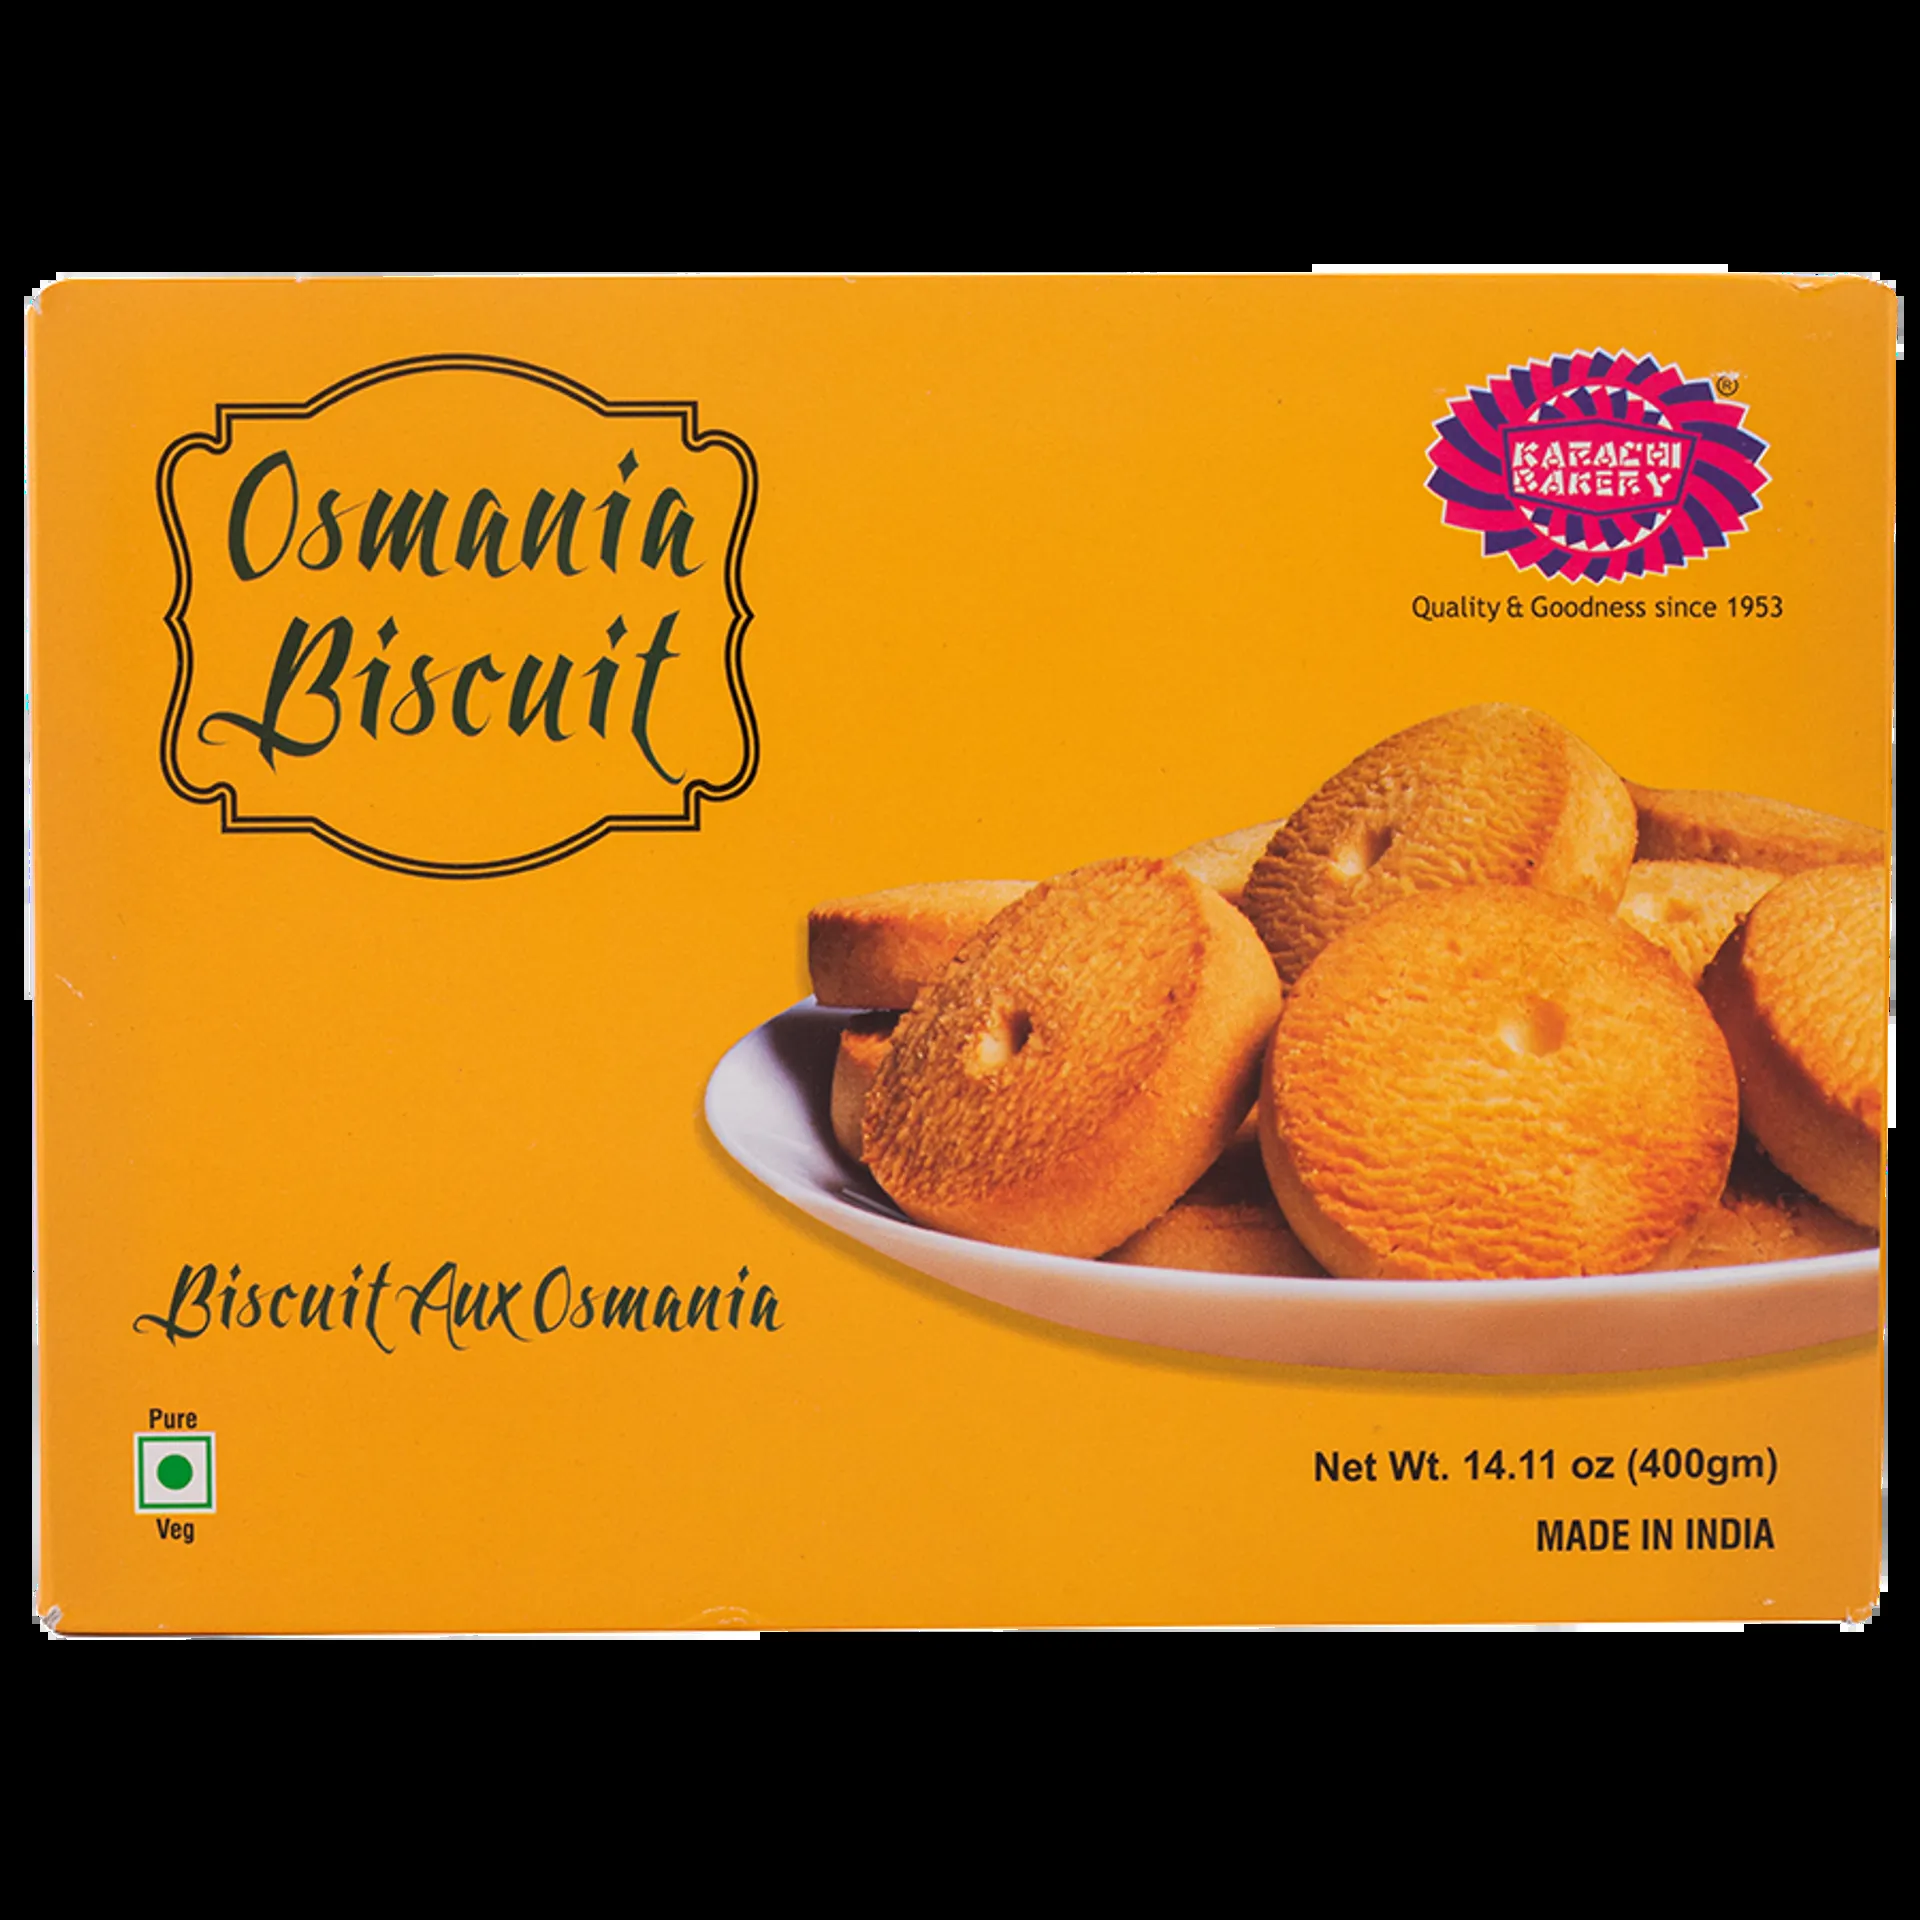 Osmania
Biscuit
®
KARACHI
BAKERY
Quality & Goodness since 1953
Biscuit Aux Osmania
Pure
Veg
Net Wt. 14.11 oz (400gm)
MADE IN INDIA